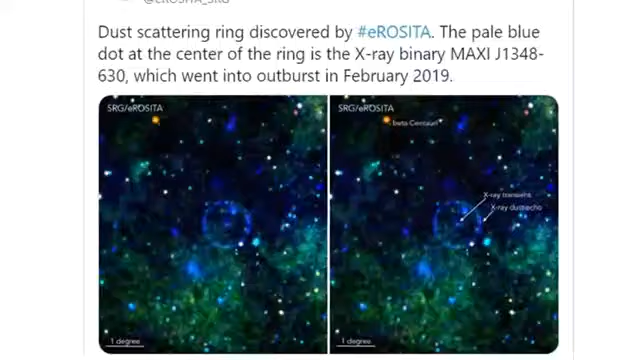 @eROSITA_SRG
Dust scattering ring discovered by #eROSITA. The pale blue
dot at the center of the ring is the X-ray binary MAXI J1348-
630, which went into outburst in February 2019.
SRG/eROSITA
1 degree
SRG/eROSITA
beta Centauri
X-ray transient
X-ray dust echo
1 degree